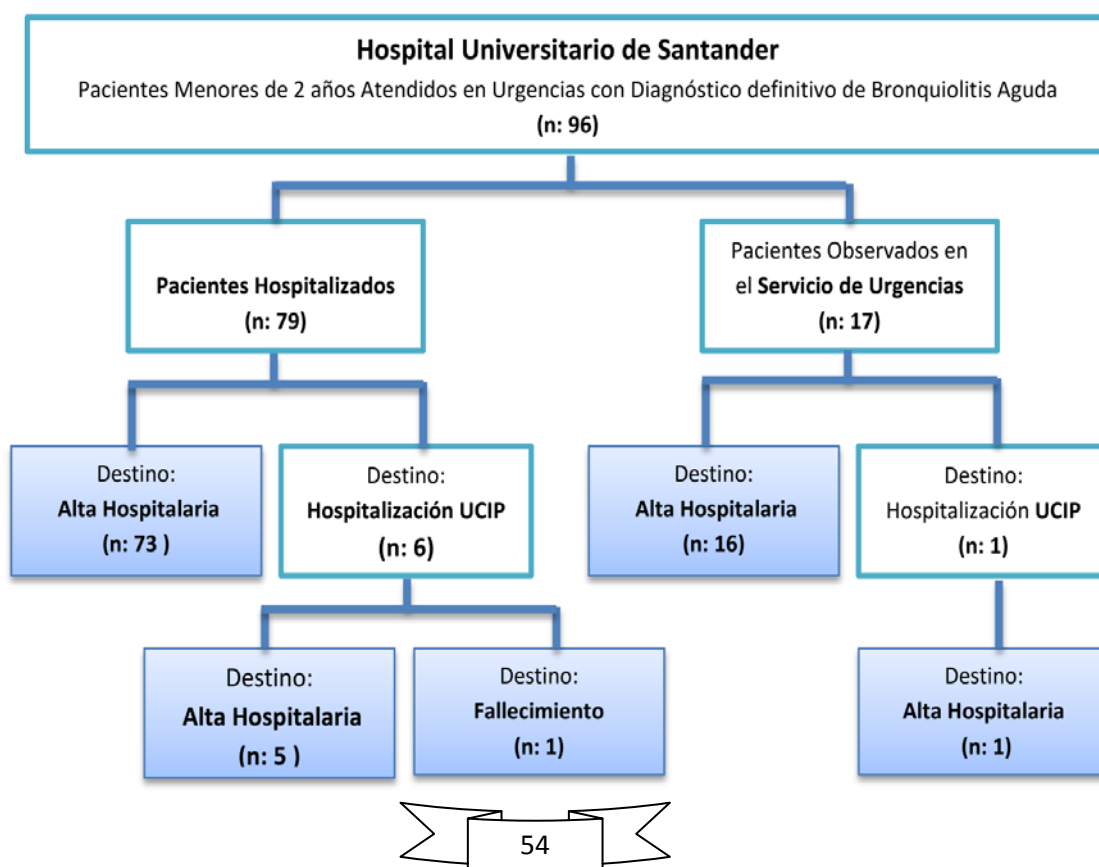 Hospital Universitario de Santander
Pacientes Menores de 2 años Atendidos en Urgencias con Diagnóstico definitivo de Bronquiolitis Aguda
(n: 96)
Pacientes Hospitalizados
(n: 79)
Pacientes Observados en
el Servicio de Urgencias
(n: 17)
Destino:
Alta Hospitalaria
(n: 73 )
Destino:
Hospitalización UCIP
(n: 6)
Destino:
Alta Hospitalaria
(n: 16)
Destino:
Hospitalización UCIP
(n: 1)
Destino:
Alta Hospitalaria
(n: 5 )
Destino:
Fallecimiento
(n: 1)
Destino:
Alta Hospitalaria
(n: 1)
54